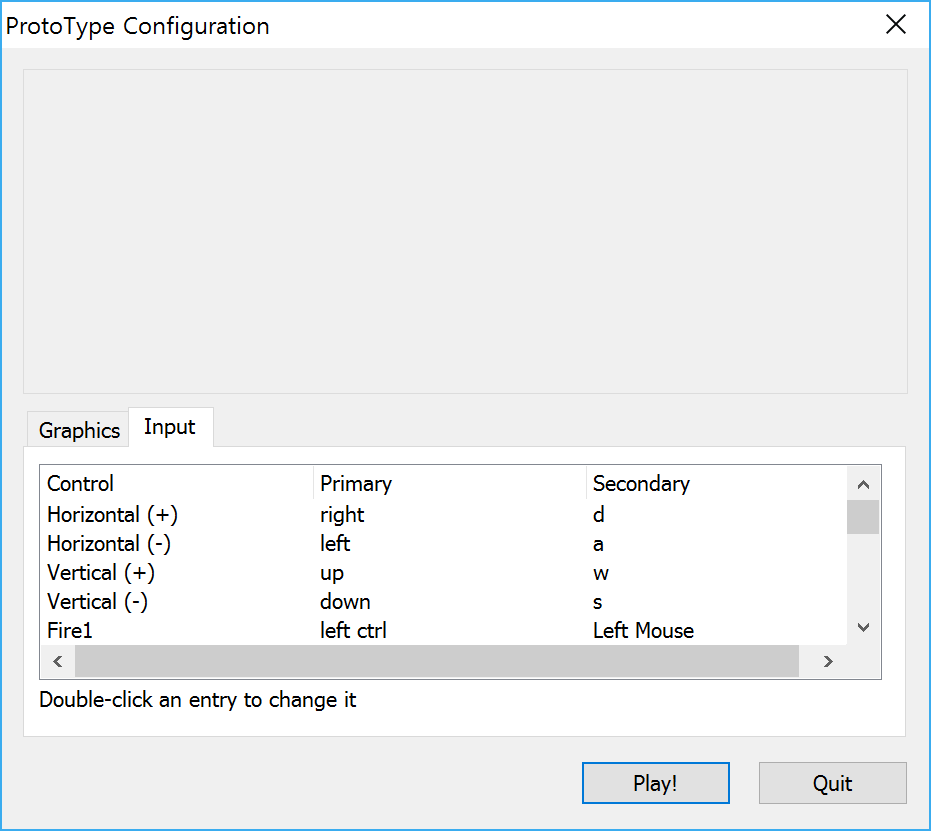 ProtoType Configuration
Graphics Input
Control Primary Secondary
Horizontal (+) right d
Horizontal (-) left a
Vertical (+) up w
Vertical (-) down s
Fire1 left ctrl Left Mouse
Double-click an entry to change it
Play! Quit